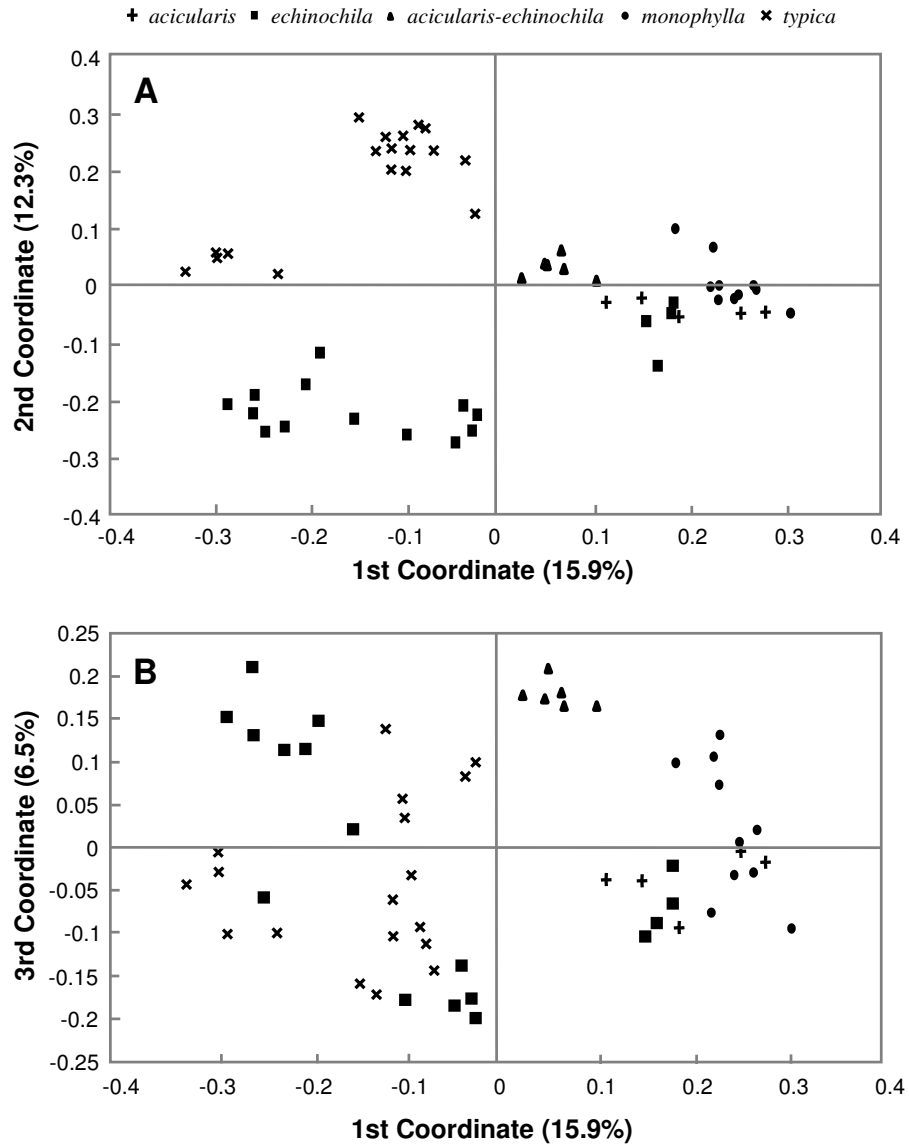 acicularis echinochila acicularis-echinochila monophylla typica
A
2nd Coordinate (12.3%)
0.4
0.3
0.2
0.1
0
-0.1
-0.2
-0.3
-0.4
-0.4 -0.3 -0.2 -0.1 0 0.1 0.2 0.3 0.4
1st Coordinate (15.9%)
B
3rd Coordinate (6.5%)
0.25
0.2
0.15
0.1
0.05
0
-0.05
-0.1
-0.15
-0.2
-0.25
-0.4 -0.3 -0.2 -0.1 0 0.1 0.2 0.3 0.4
1st Coordinate (15.9%)